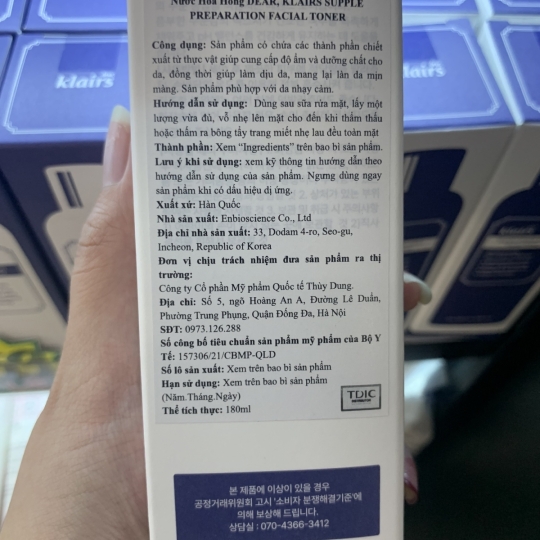 Nước Hoa Hồng DEAR, KLAIRS SUPPLE
PREPARATION FACIAL TONER
Công dụng: Sản phẩm có chứa các thành phần chiết
xuất từ thực vật giúp cung cấp độ ẩm và dưỡng chất cho
da, đồng thời giúp làm dịu da, mang lại làn da mịn
màng. Sản phẩm phù hợp với da nhạy cảm.
Hướng dẫn sử dụng: Dùng sau sữa rửa mặt, lấy một
lượng vừa đủ, vỗ nhẹ lên mặt cho đến khi thẩm thấu
hoặc thấm ra bông tẩy trang miết nhẹ lau đều toàn mặt
Thành phần: Xem “Ingredients” trên bao bì sản phẩm.
Lưu ý khi sử dụng: xem kỹ thông tin hướng dẫn theo
hướng dẫn sử dụng của sản phẩm. Ngưng dùng ngay
sản phẩm khi có dấu hiệu dị ứng.
Xuất xứ: Hàn Quốc
Nhà sản xuất: Enbioscience Co., Ltd
Địa chỉ nhà sản xuất: 33, Dodam 4-ro, Seo-gu,
Incheon, Republic of Korea
Đơn vị chịu trách nhiệm đưa sản phẩm ra thị
trường:
Công ty Cổ phần Mỹ phẩm Quốc tế Thùy Dung.
Địa chỉ: Số 5, ngõ Hoàng An A, Đường Lê Duẩn,
Phường Trung Phụng, Quận Đống Đa, Hà Nội
SĐT: 0973.126.288
Số công bố tiêu chuẩn sản phẩm mỹ phẩm của Bộ Y
Tế: 157306/21/CBMP-QLD
Số lô sản xuất: Xem trên bao bì sản phẩm
Hạn sử dụng: Xem trên bao bì sản phẩm
(Năm.Tháng.Ngày)
Thể tích thực: 180ml
TDIC
본 제품에 이상이 있을 경우
공정거래위원회 고시 '소비자 분쟁해결기준'에
의해 보상해 드립니다.
상담실 : 070-4366-3412
klairs
airs